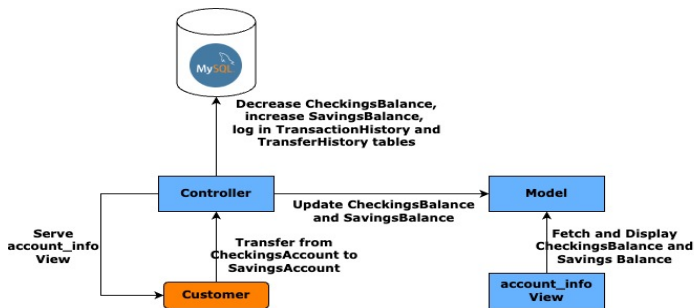 MySQL
Decrease CheckingsBalance,
increase SavingsBalance,
log in TransactionHistory and
TransferHistory tables
Controller
Model
Update CheckingsBalance
and SavingsBalance
Serve
account_info
View
Transfer from
CheckingsAccount to
SavingsAccount
Fetch and Display
CheckingsBalance and
Savings Balance
Customer
account_info
View